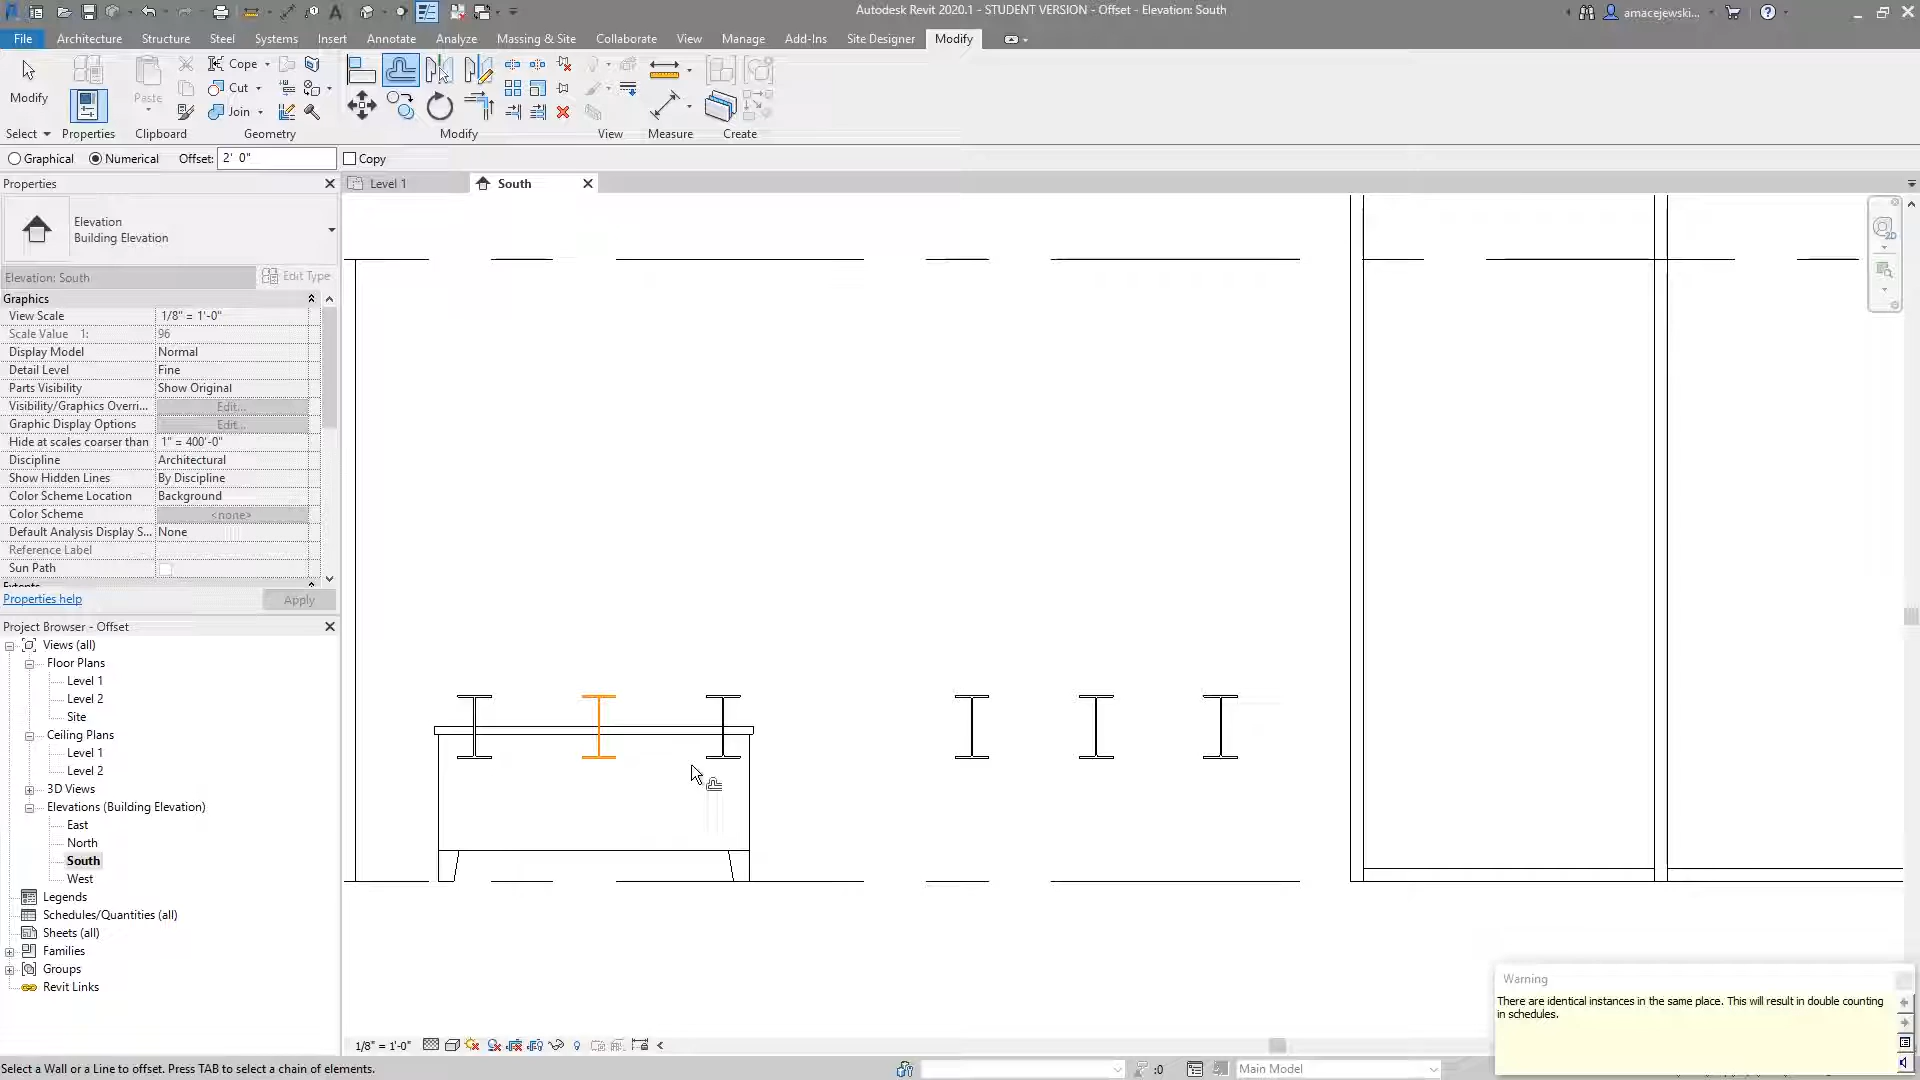 Autodesk Revit 2020.1 - STUDENT VERSION - Offset - Elevation: South
amacejewski...
File Architecture Structure Steel Systems Insert Annotate Analyze Massing & Site Collaborate View Manage Add-Ins Site Designer Modify
Modify
Paste
Cope
Cut
Join
Select Properties Clipboard Geometry Modify View Measure Create
Graphical Numerical Offset: 2' 0" Copy
Properties
Level 1
South
Elevation
Building Elevation
Elevation: South Edit Type
Graphics
View Scale 1/8" = 1'-0"
Scale Value 1: 96
Display Model Normal
Detail Level Fine
Parts Visibility Show Original
Visibility/Graphics Overri... Edit...
Graphic Display Options Edit...
Hide at scales coarser than 1" = 400'-0"
Discipline Architectural
Show Hidden Lines By Discipline
Color Scheme Location Background
Color Scheme <none>
Default Analysis Display S... None
Reference Label
Sun Path
Extents
Properties help Apply
Project Browser - Offset
Views (all)
Floor Plans
Level 1
Level 2
Site
Ceiling Plans
Level 1
Level 2
3D Views
Elevations (Building Elevation)
East
North
South
West
Legends
Schedules/Quantities (all)
Sheets (all)
Families
Groups
Revit Links
2D
Warning
There are identical instances in the same place. This will result in double counting
in schedules.
1/8" = 1'-0"
Select a Wall or a Line to offset. Press TAB to select a chain of elements.
:0
Main Model